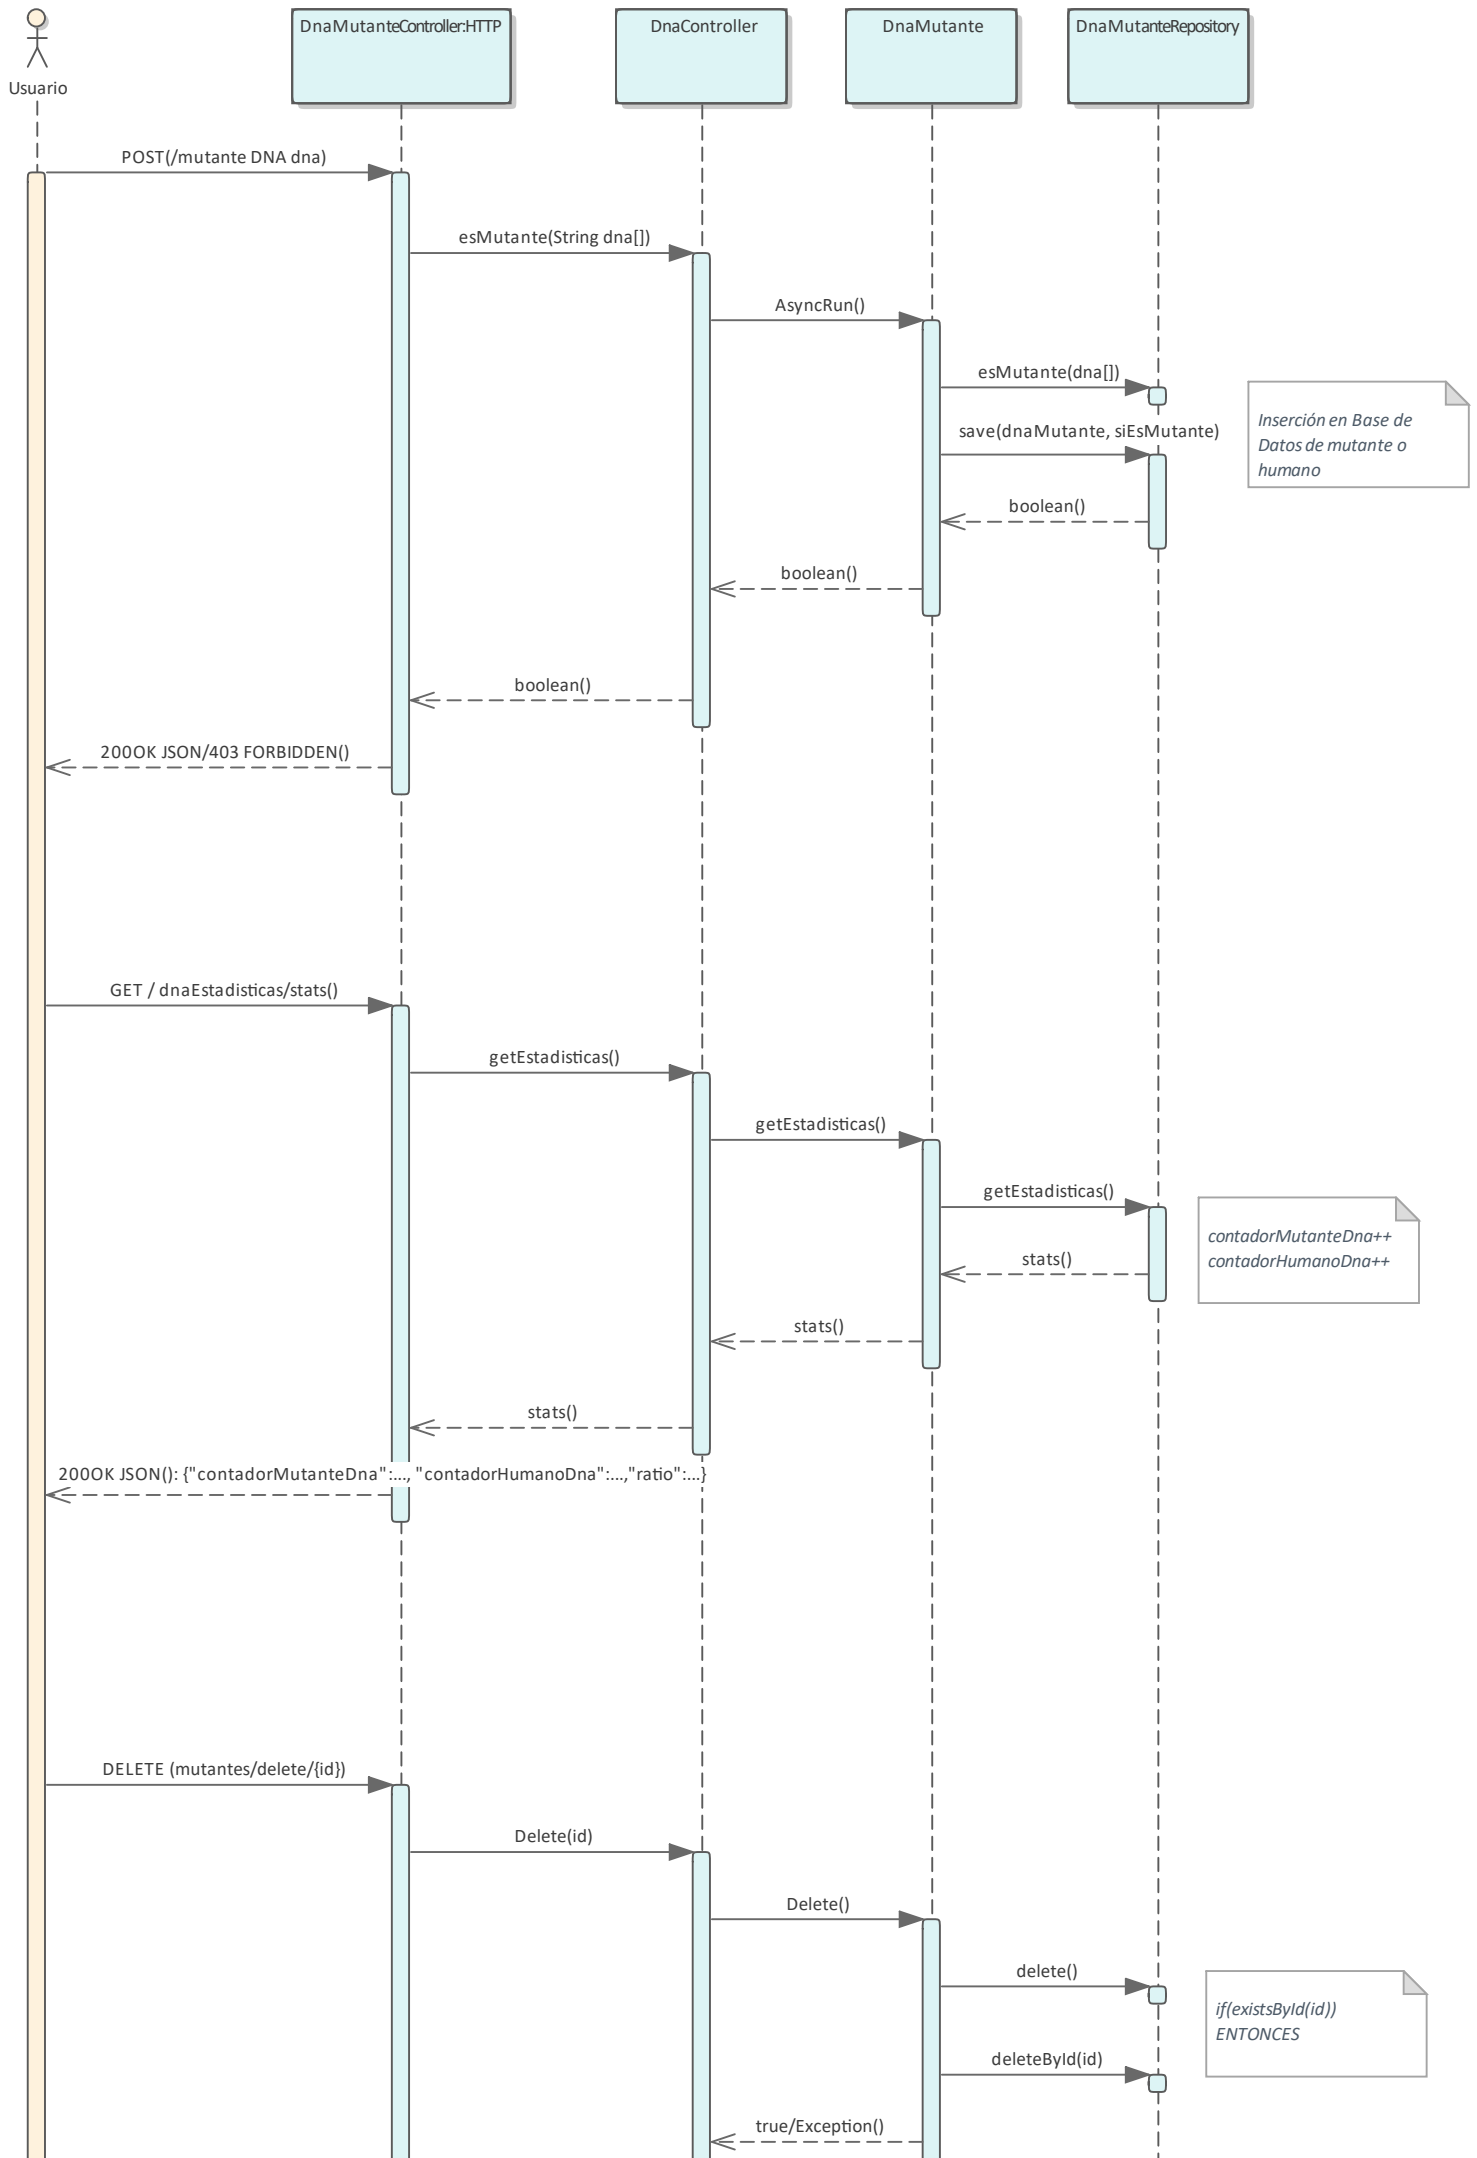 DnaMutanteController:HTTP
DnaController
DnaMutante
DnaMutanteRepository
Usuario
POST(/mutante DNA dna)
esMutante(String dna[])
AsyncRun()
esMutante(dna[])
Inserción en Base de
Datos de mutante o
humano
save(dnaMutante, siEsMutante)
boolean()
boolean()
boolean()
200OK JSON/403 FORBIDDEN()
GET / dnaEstadisticas/stats()
getEstadisticas()
getEstadisticas()
getEstadisticas()
contadorMutanteDna++
contadorHumanoDna++
stats()
stats()
stats()
200OK JSON(): {"contadorMutanteDna":..., "contadorHumanoDna":...,"ratio":...}
DELETE (mutantes/delete/{id})
Delete(id)
Delete()
delete()
if(existsById(id))
ENTONCES
deleteById(id)
true/Exception()